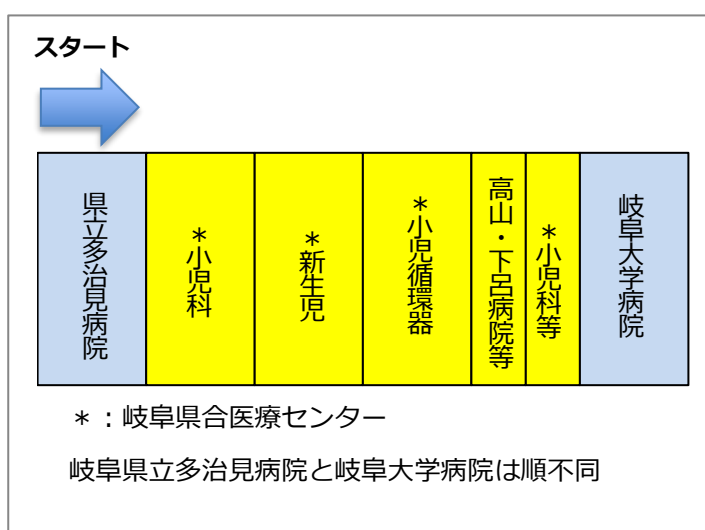 スタート
県立多治見病院
＊小児科
＊新生児
＊小児循環器
高山・下呂病院等
＊小児科等
岐阜大学病院
＊：岐阜県合医療センター
岐阜県立多治見病院と岐阜大学病院は順不同